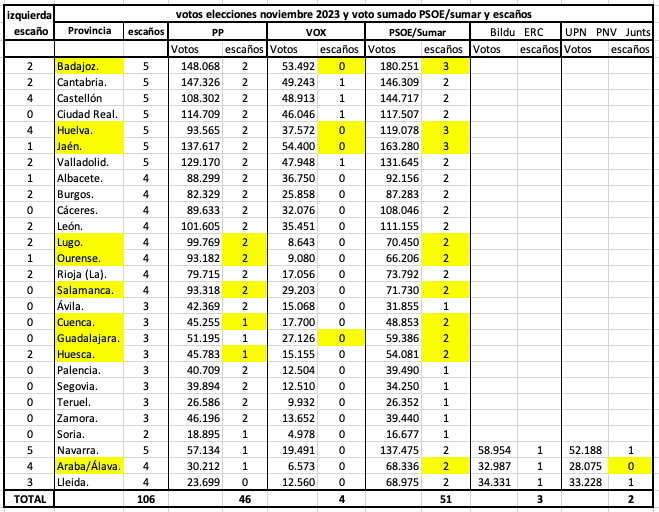 izquierda votos elecciones noviembre 2023 y voto sumado PSOE/sumar y escaños
escaño Provincia escaños PP VOX PSOE/Sumar Bildu ERC UPN PNV Junts
Votos escaños Votos escaños Votos escaños Votos escaños Votos escaños
2 Badajoz. 5 148.068 2 53.492 0 180.251 3
2 Cantabria. 5 147.326 2 49.243 1 146.309 2
4 Castellón 5 108.302 2 48.913 1 144.717 2
0 Ciudad Real. 5 114.709 2 46.046 1 117.507 2
4 Huelva. 5 93.565 2 37.572 0 119.078 3
1 Jaén. 5 137.617 2 54.400 0 163.280 3
2 Valladolid. 5 129.170 2 47.948 1 131.645 2
1 Albacete. 4 88.299 2 36.750 0 92.156 2
2 Burgos. 4 82.329 2 25.858 0 87.283 2
0 Cáceres. 4 89.633 2 32.076 0 108.046 2
2 León. 4 101.605 2 35.451 0 111.155 2
2 Lugo. 4 99.769 2 8.643 0 70.450 2
1 Ourense. 4 93.182 2 9.080 0 66.206 2
2 Rioja (La). 4 79.715 2 17.056 0 73.792 2
0 Salamanca. 4 93.318 2 29.203 0 71.730 2
0 Ávila. 3 42.369 2 15.068 0 31.855 1
0 Cuenca. 3 45.255 1 17.700 0 48.853 2
0 Guadalajara. 3 51.195 1 27.126 0 59.386 2
2 Huesca. 3 45.783 1 15.155 0 54.081 2
0 Palencia. 3 40.709 2 12.504 0 39.490 1
0 Segovia. 3 39.894 2 12.510 0 34.250 1
0 Teruel. 3 26.586 2 9.932 0 26.352 1
0 Zamora. 3 46.196 2 13.652 0 39.440 1
0 Soria. 2 18.895 1 4.978 0 16.677 1
5 Navarra. 5 57.134 1 19.491 0 137.475 2 58.954 1 52.188 1
4 Araba/Álava. 4 30.212 1 6.573 0 68.336 2 32.987 1 28.075 0
3 Lleida. 4 23.699 0 12.560 0 68.975 2 34.331 1 33.228 1
TOTAL 106 46 4 51 3 2